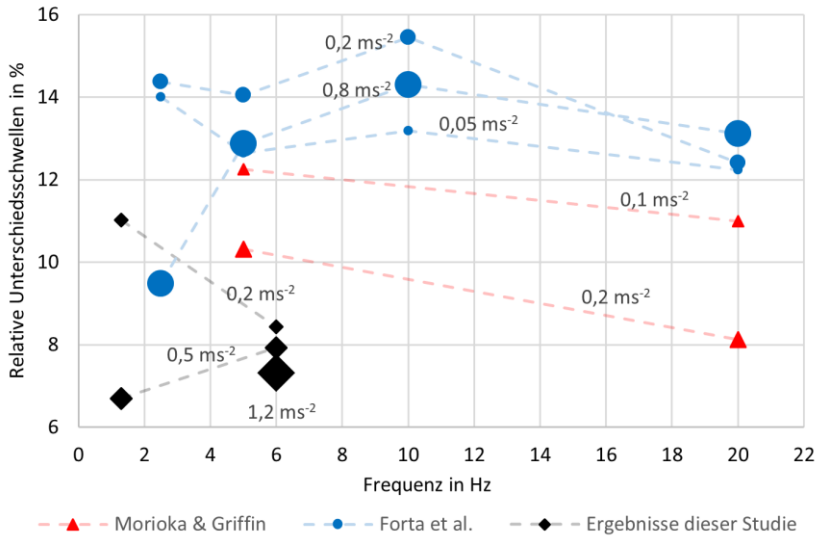 Relative Unterschiedsschwellen in %
16
14
12
10
8
6
0,2 ms-2
0,8 ms-2
0,05 ms-2
0,1 ms-2
0,2 ms-2
0,2 ms-2
0,5 ms-2
1,2 ms-2
0 2 4 6 8 10 12 14 16 18 20 22
Frequenz in Hz
Morioka & Griffin Forta et al. Ergebnisse dieser Studie